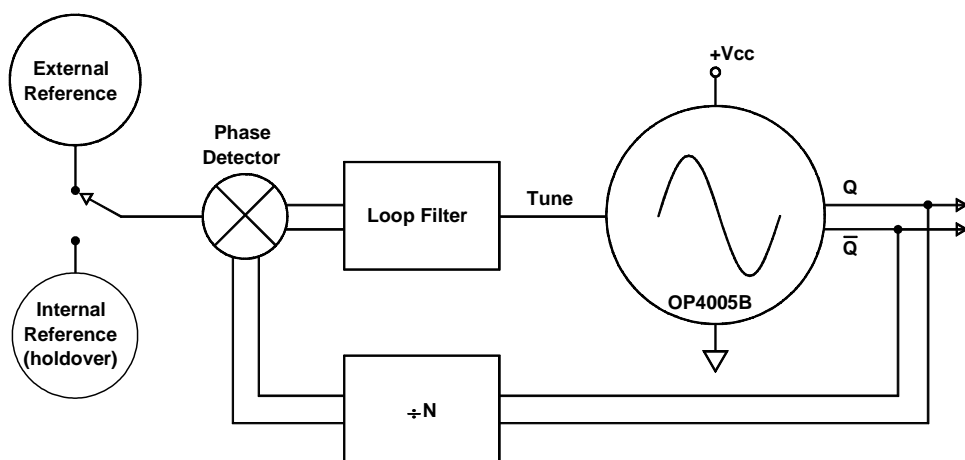 External
Reference
+Vcc
Phase
Detector
Loop Filter
Tune
Q
Q̅
OP4005B
Internal
Reference
(holdover)
÷N